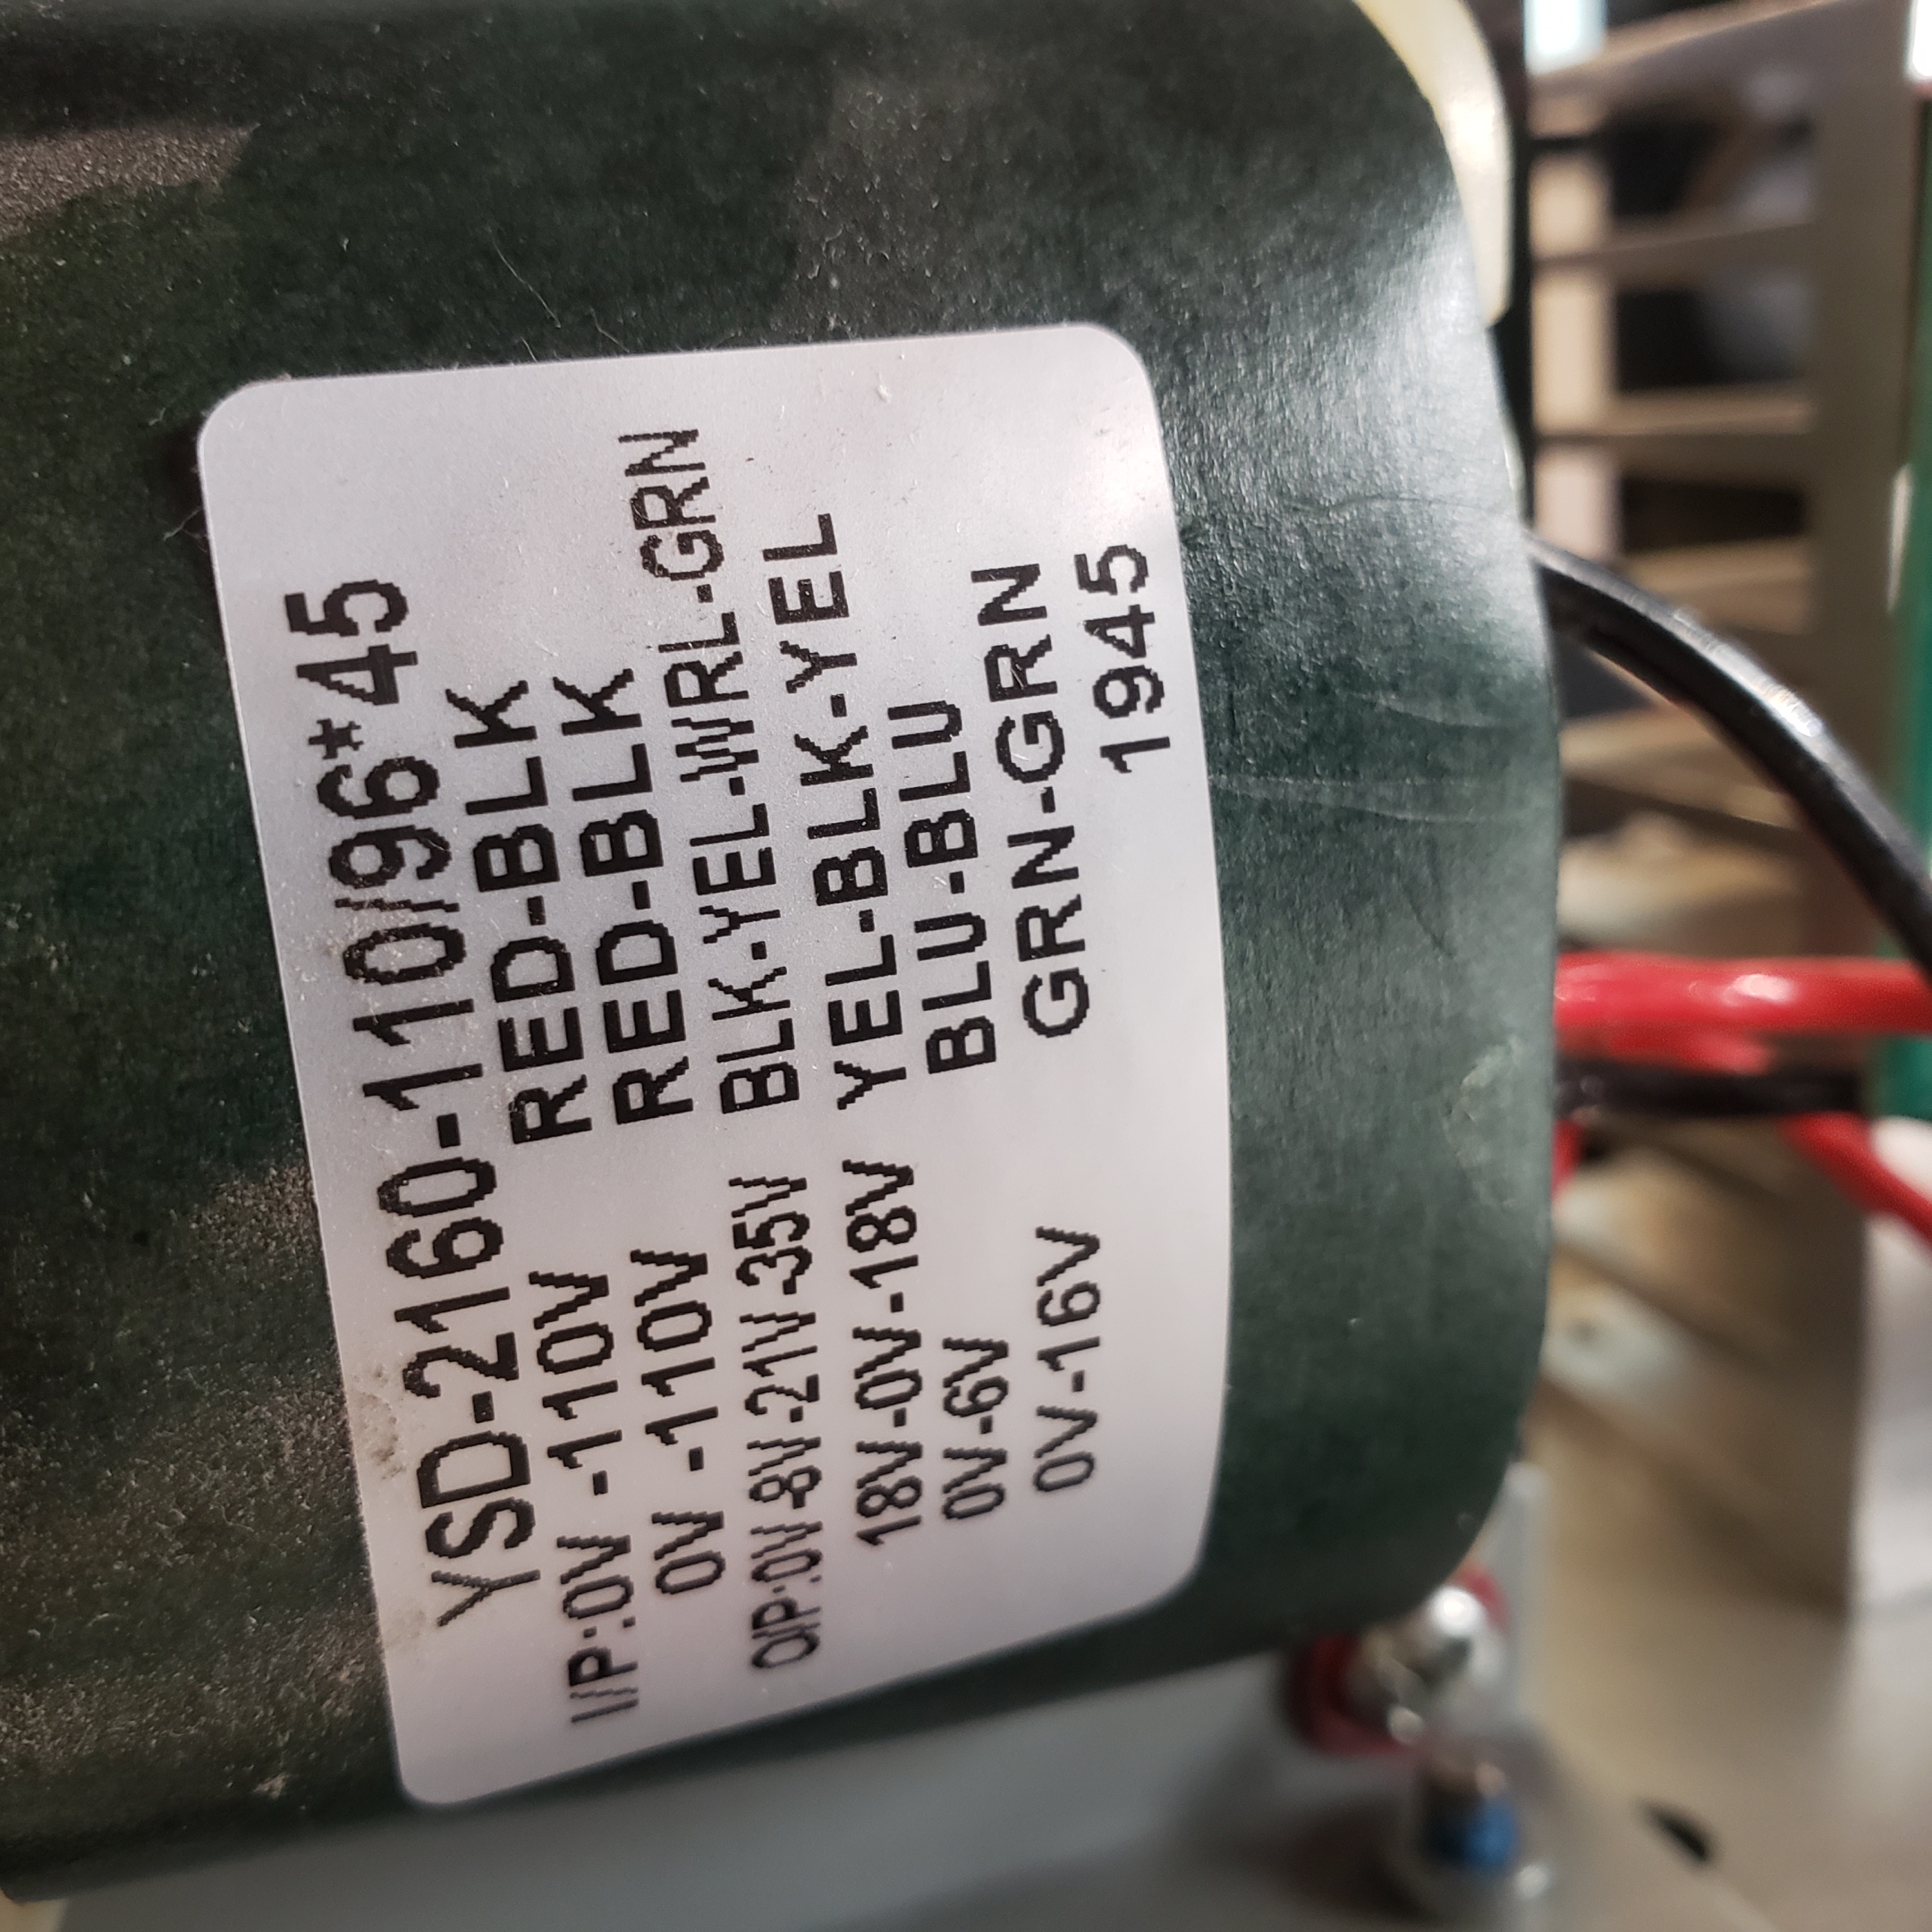 YSD-2160-110/96*45
I/P:0V -110V RED-BLK
0V -110V RED-BLK
O/P:0V-8V-21V-35V BLK-YEL-WRL-GRN
18V-0V-18V YEL-BLK-YEL
0V-6V BLU-BLU
0V-16V GRN-GRN
1945